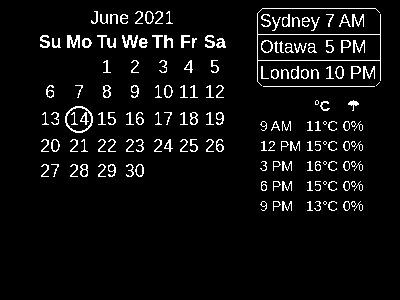 June 2021
Su Mo Tu We Th Fr Sa
1 2 3 4 5
6 7 8 9 10 11 12
13 14 15 16 17 18 19
20 21 22 23 24 25 26
27 28 29 30
Sydney 7 AM
Ottawa 5 PM
London 10 PM
°C ☂
9 AM 11°C 0%
12 PM 15°C 0%
3 PM 16°C 0%
6 PM 15°C 0%
9 PM 13°C 0%